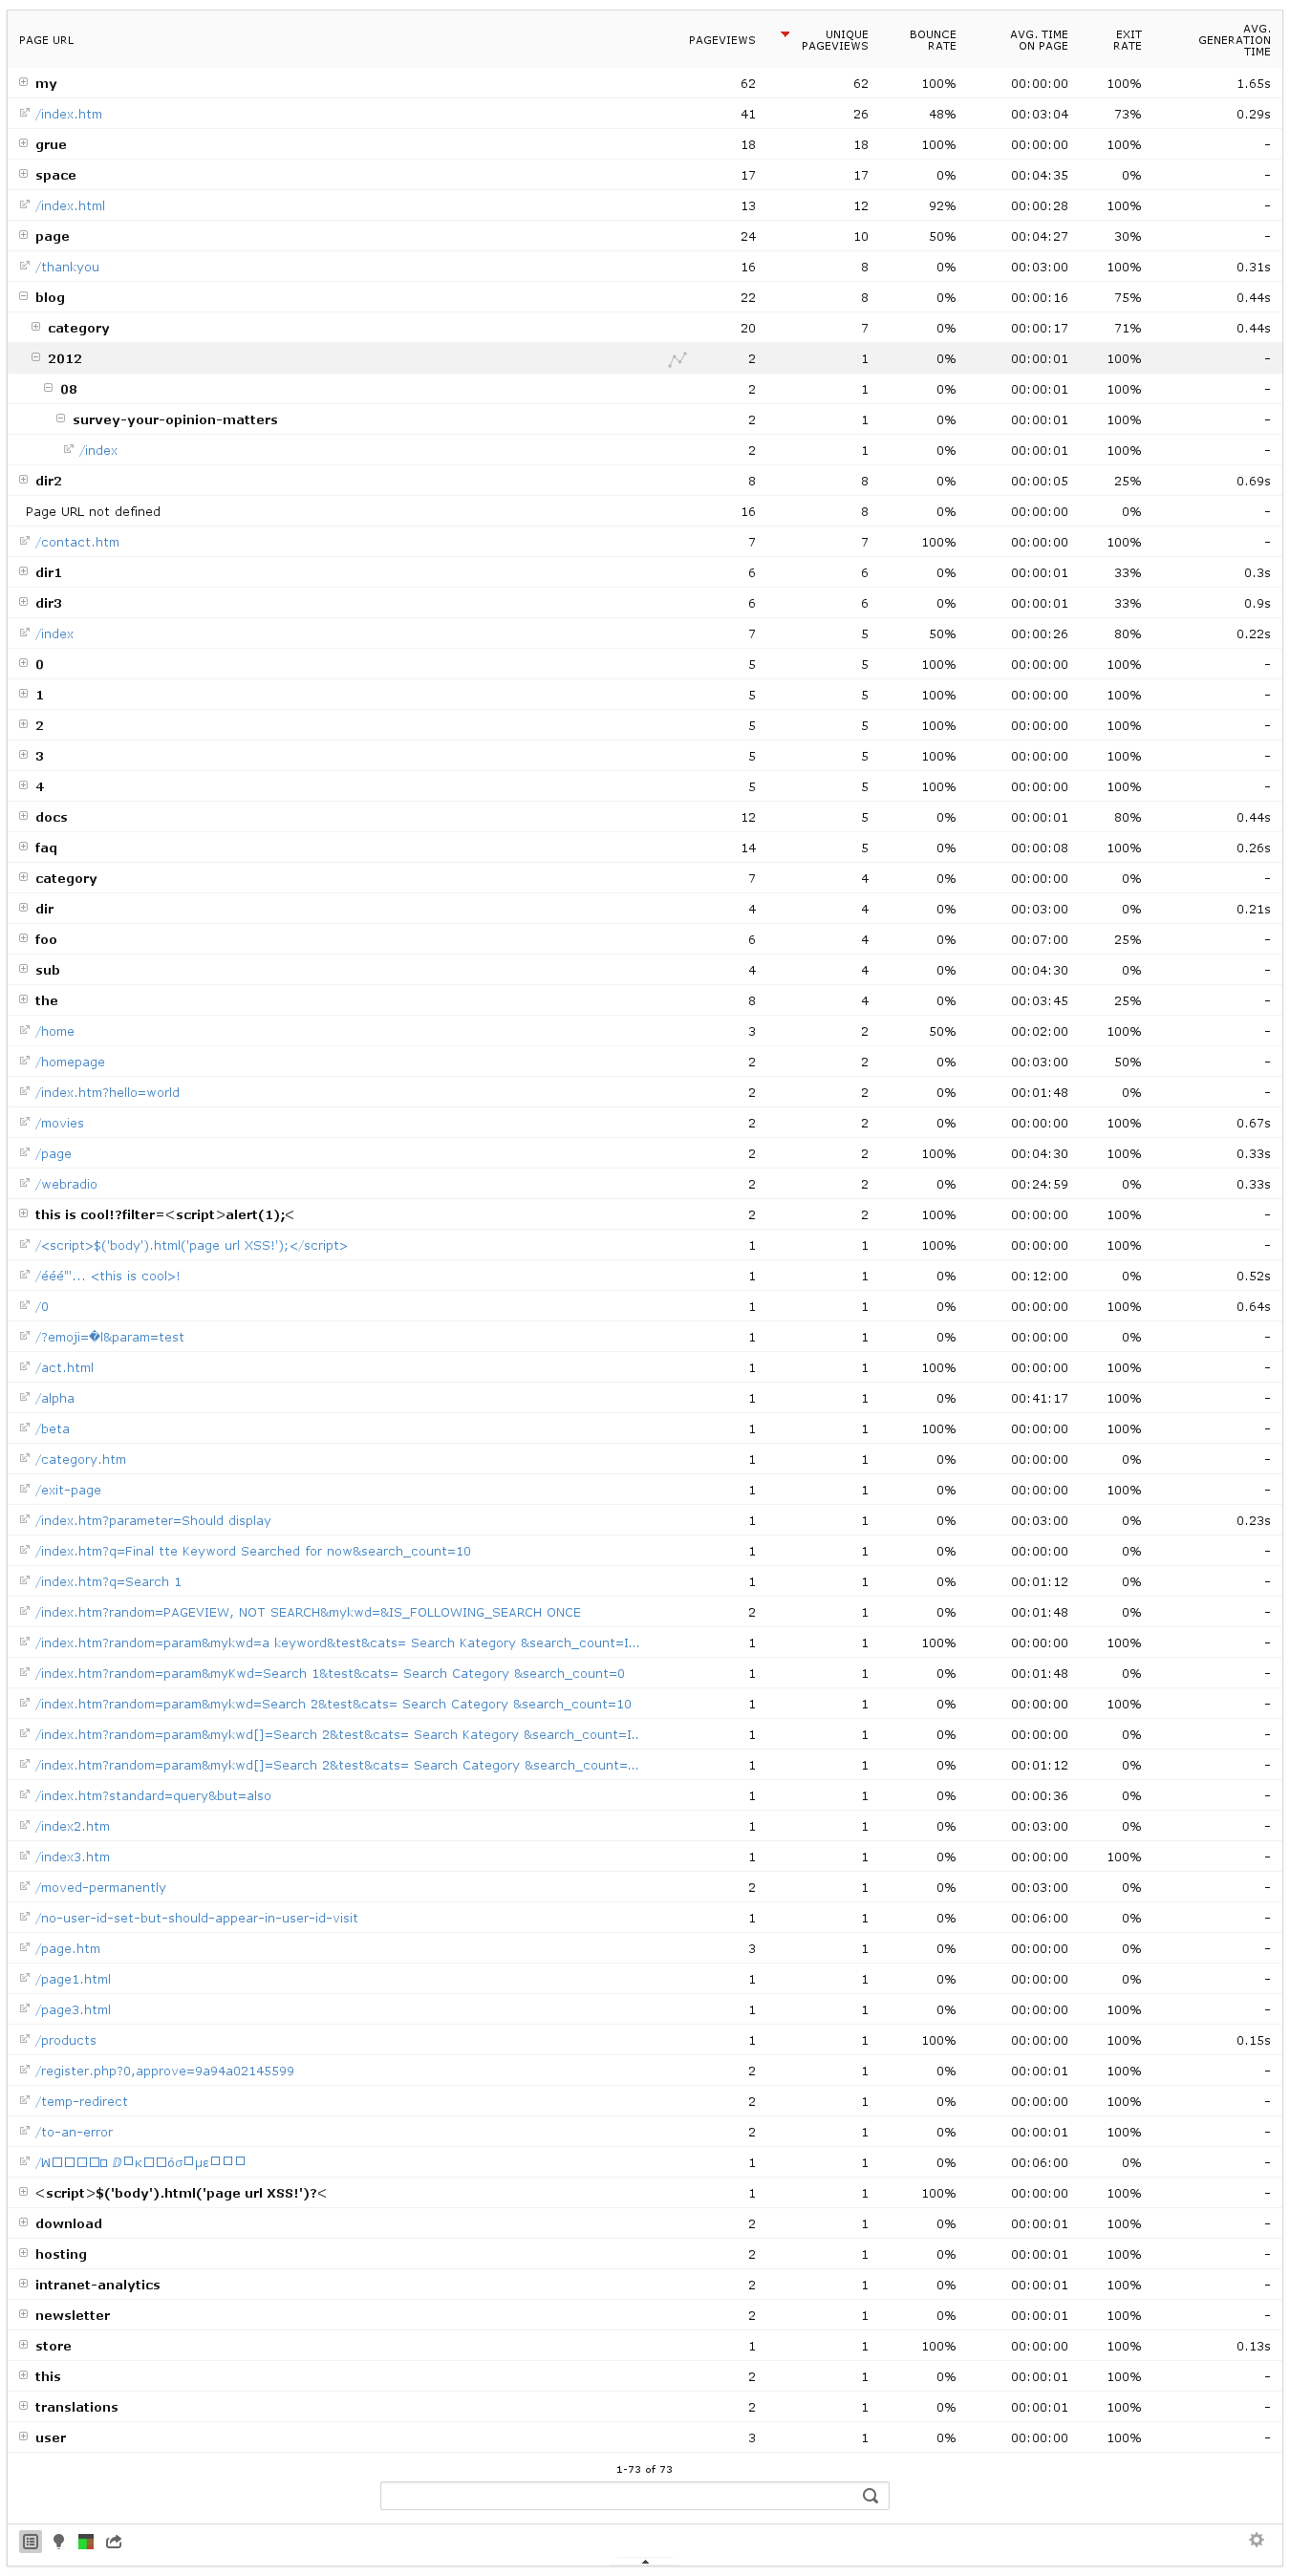 PAGE URL PAGEVIEWS UNIQUE PAGEVIEWS BOUNCE RATE AVG. TIME ON PAGE EXIT RATE AVG. GENERATION TIME
my 62 62 100% 00:00:00 100% 1.65s
/index.htm 41 26 48% 00:03:04 73% 0.29s
grue 18 18 100% 00:00:00 100% -
space 17 17 0% 00:04:35 0% -
/index.html 13 12 92% 00:00:28 100% -
page 24 10 50% 00:04:27 30% -
/thankyou 16 8 0% 00:03:00 100% 0.31s
blog 22 8 0% 00:00:16 75% 0.44s
category 20 7 0% 00:00:17 71% 0.44s
2012 2 1 0% 00:00:01 100% -
08 2 1 0% 00:00:01 100% -
survey-your-opinion-matters 2 1 0% 00:00:01 100% -
/index 2 1 0% 00:00:01 100% -
dir2 8 8 0% 00:00:05 25% 0.69s
Page URL not defined 16 8 0% 00:00:00 0% -
/contact.htm 7 7 100% 00:00:00 100% -
dir1 6 6 0% 00:00:01 33% 0.3s
dir3 6 6 0% 00:00:01 33% 0.9s
/index 7 5 50% 00:00:26 80% 0.22s
0 5 5 100% 00:00:00 100% -
1 5 5 100% 00:00:00 100% -
2 5 5 100% 00:00:00 100% -
3 5 5 100% 00:00:00 100% -
4 5 5 100% 00:00:00 100% -
docs 12 5 0% 00:00:01 80% 0.44s
faq 14 5 0% 00:00:08 100% 0.26s
category 7 4 0% 00:00:00 0% -
dir 4 4 0% 00:03:00 0% 0.21s
foo 6 4 0% 00:07:00 25% -
sub 4 4 0% 00:04:30 0% -
the 8 4 0% 00:03:45 25% -
/home 3 2 50% 00:02:00 100% -
/homepage 2 2 0% 00:03:00 50% -
/index.htm?hello=world 2 2 0% 00:01:48 0% -
/movies 2 2 0% 00:00:00 100% 0.67s
/page 2 2 100% 00:04:30 100% 0.33s
/webradio 2 2 0% 00:24:59 0% 0.33s
this is cool!?filter=<script>alert(1);< 2 2 100% 00:00:00 100% -
/<script>$('body').html('page url XSS!');</script> 1 1 100% 00:00:00 100% -
/ééé"'... <this is cool>! 1 1 0% 00:12:00 0% 0.52s
/0 1 1 0% 00:00:00 100% 0.64s
/?emoji=�l&param=test 1 1 0% 00:00:00 0% -
/act.html 1 1 100% 00:00:00 100% -
/alpha 1 1 0% 00:41:17 100% -
/beta 1 1 100% 00:00:00 100% -
/category.htm 1 1 0% 00:00:00 0% -
/exit-page 1 1 0% 00:00:00 100% -
/index.htm?parameter=Should display 1 1 0% 00:03:00 0% 0.23s
/index.htm?q=Final tte Keyword Searched for now&search_count=10 1 1 0% 00:00:00 0% -
/index.htm?q=Search 1 1 1 0% 00:01:12 0% -
/index.htm?random=PAGEVIEW, NOT SEARCH&mykwd=&IS_FOLLOWING_SEARCH ONCE 2 1 0% 00:01:48 0% -
/index.htm?random=param&mykwd=a keyword&test&cats= Search Kategory &search_count=I... 1 1 100% 00:00:00 100% -
/index.htm?random=param&myKwd=Search 1&test&cats= Search Category &search_count=0 1 1 0% 00:01:48 0% -
/index.htm?random=param&mykwd=Search 2&test&cats= Search Category &search_count=10 1 1 0% 00:00:00 100% -
/index.htm?random=param&mykwd[]=Search 2&test&cats= Search Kategory &search_count=I.. 1 1 0% 00:00:00 0% -
/index.htm?random=param&mykwd[]=Search 2&test&cats= Search Category &search_count=... 1 1 0% 00:01:12 0% -
/index.htm?standard=query&but=also 1 1 0% 00:00:36 0% -
/index2.htm 1 1 0% 00:03:00 0% -
/index3.htm 1 1 0% 00:00:00 100% -
/moved-permanently 2 1 0% 00:03:00 0% -
/no-user-id-set-but-should-appear-in-user-id-visit 1 1 0% 00:06:00 0% -
/page.htm 3 1 0% 00:00:00 0% -
/page1.html 1 1 0% 00:00:00 0% -
/page3.html 1 1 0% 00:00:00 100% -
/products 1 1 100% 00:00:00 100% 0.15s
/register.php?0,approve=9a94a02145599 2 1 0% 00:00:01 100% -
/temp-redirect 2 1 0% 00:00:00 100% -
/to-an-error 2 1 0% 00:00:01 100% -
1 1 0% 00:06:00 0% -
<script>$('body').html('page url XSS!')?< 1 1 100% 00:00:00 100% -
download 2 1 0% 00:00:01 100% -
hosting 2 1 0% 00:00:01 100% -
intranet-analytics 2 1 0% 00:00:01 100% -
newsletter 2 1 0% 00:00:01 100% -
store 1 1 100% 00:00:00 100% 0.13s
this 2 1 0% 00:00:01 100% -
translations 2 1 0% 00:00:01 100% -
user 3 1 0% 00:00:00 100% -
1-73 of 73